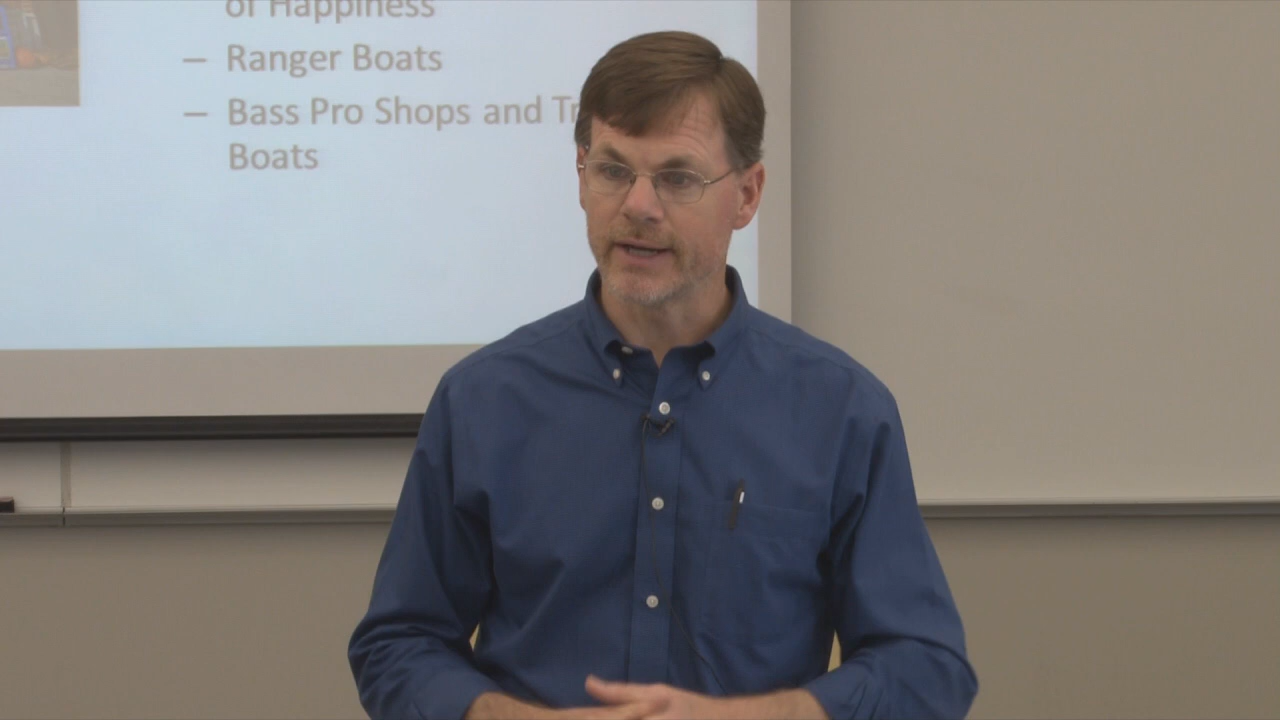 of Happiness
– Ranger Boats
– Bass Pro Shops and
Boats